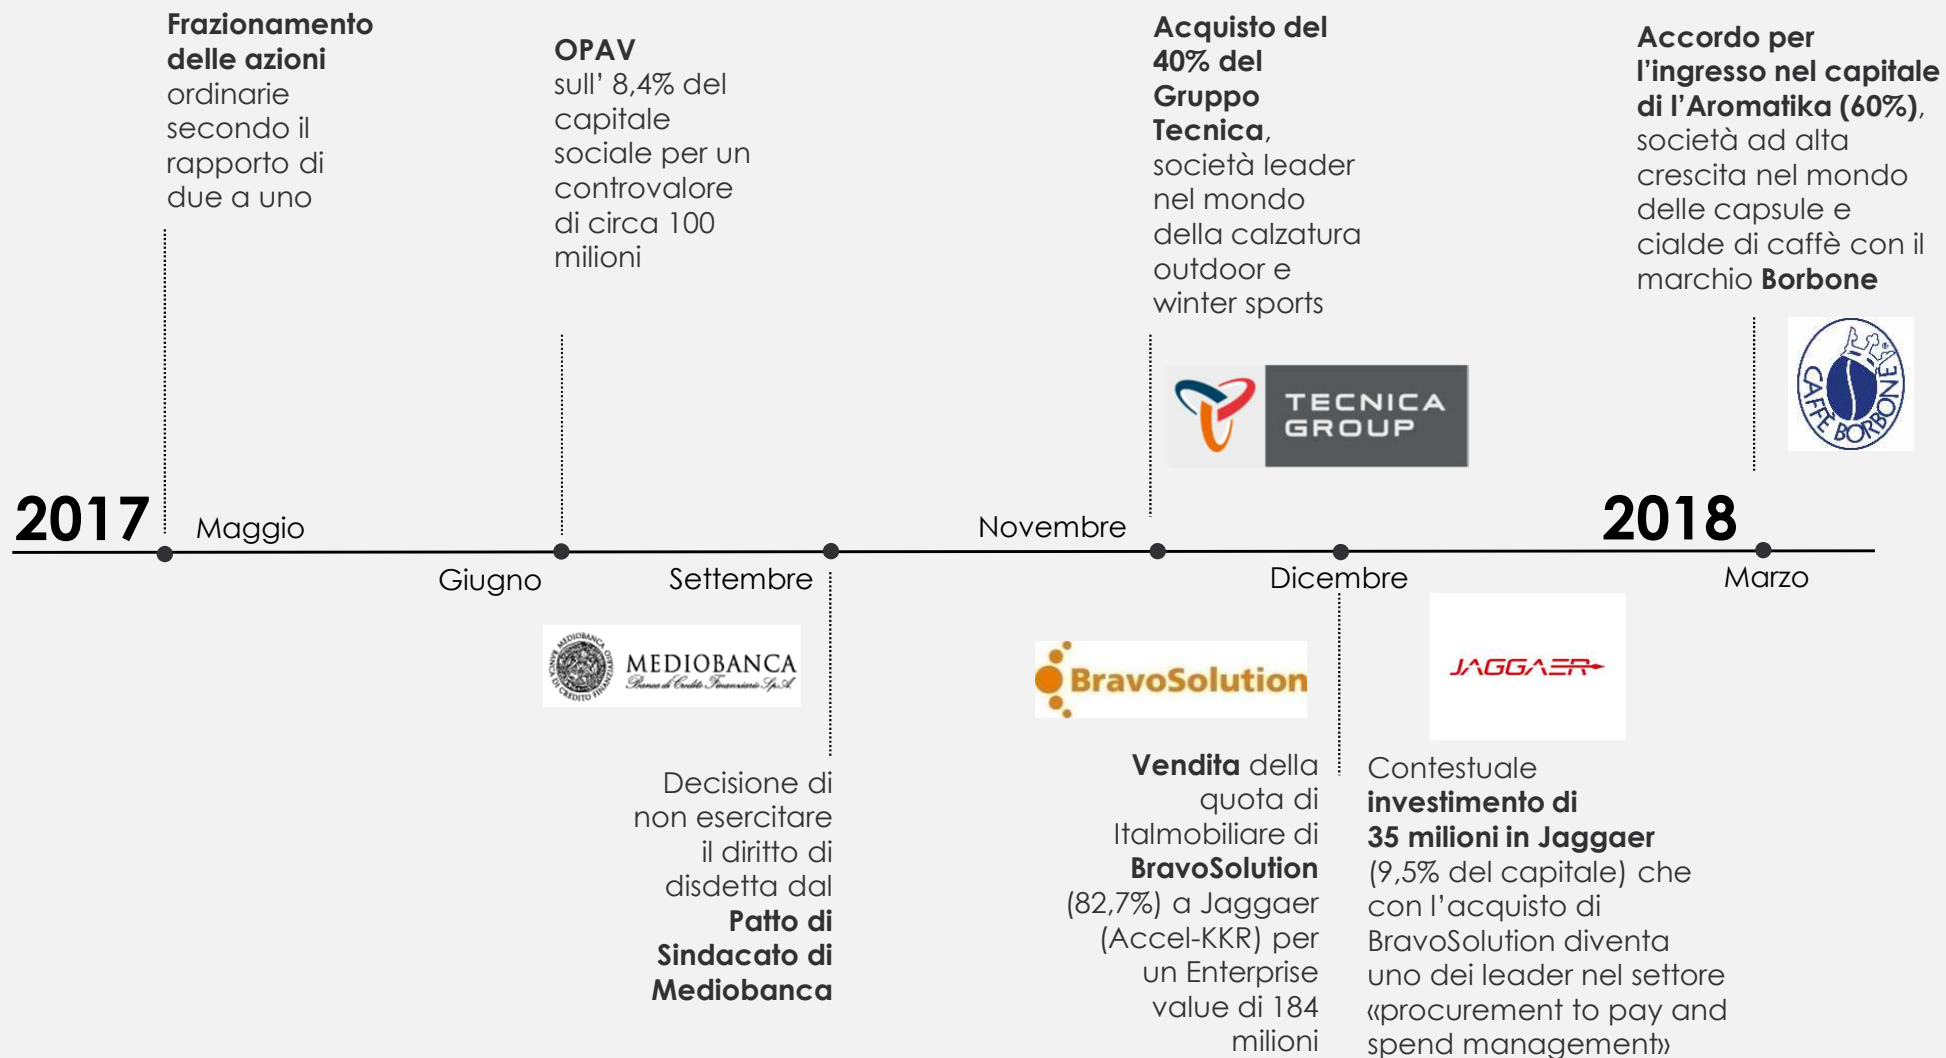 Frazionamento
delle azioni
ordinarie
secondo il
rapporto di
due a uno
OPAV
sull' 8,4% del
capitale
sociale per un
controvalore
di circa 100
milioni
Acquisto del
40% del
Gruppo
Tecnica,
società leader
nel mondo
della calzatura
outdoor e
winter sports
TECNICA
GROUP
Accordo per
l'ingresso nel capitale
di l'Aromatika (60%),
società ad alta
crescita nel mondo
delle capsule e
cialde di caffè con il
marchio Borbone
CAFFÈ BORBONE
2017
Maggio
Giugno
Settembre
Novembre
Dicembre
2018
Marzo
MEDIOBANCA
Banca di Credito Finanziario S.p.A.
Decisione di
non esercitare
il diritto di
disdetta dal
Patto di
Sindacato di
Mediobanca
BravoSolution
Vendita della
quota di
Italmobiliare di
BravoSolution
(82,7%) a Jaggaer
(Accel-KKR) per
un Enterprise
value di 184
milioni
JAGGAER
Contestuale
investimento di
35 milioni in Jaggaer
(9,5% del capitale) che
con l'acquisto di
BravoSolution diventa
uno dei leader nel settore
«procurement to pay and
spend management»